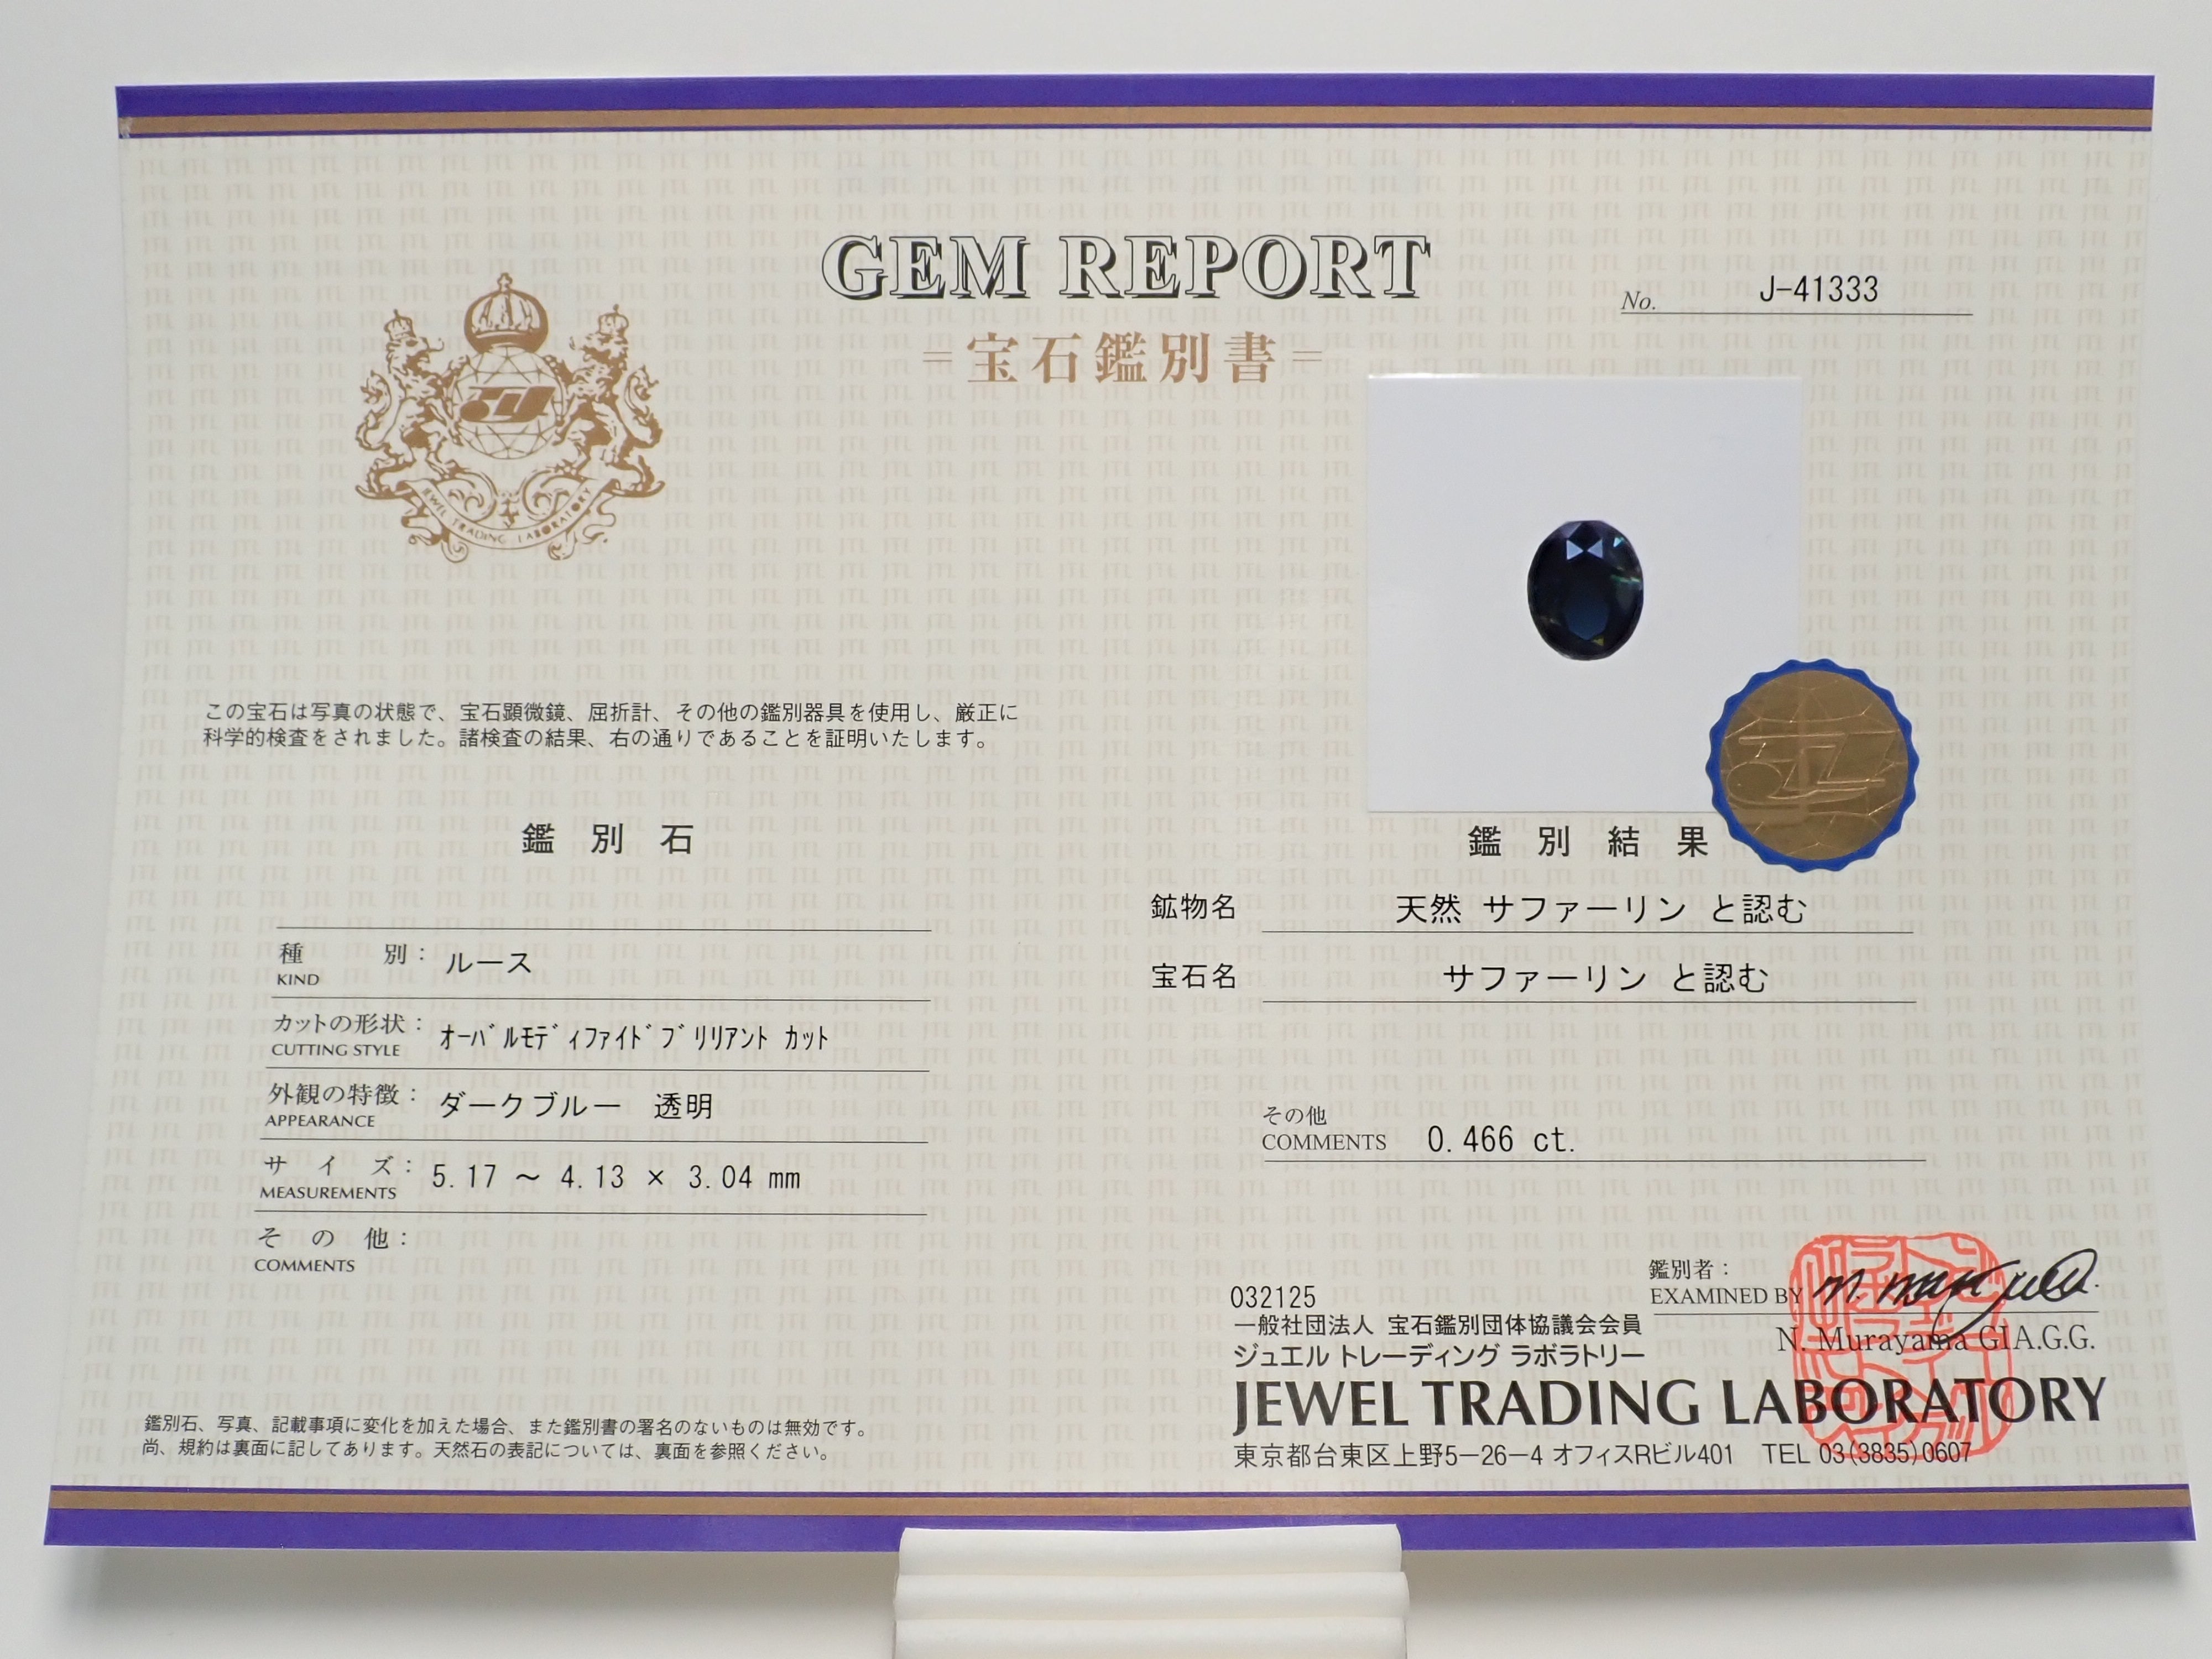 GEM REPORT
No. J-41333
=宝石鑑別書=
JEWEL TRADING LABORATORY
この宝石は写真の状態で、宝石顕微鏡、屈折計、その他の鑑別器具を使用し、厳正に
科学的検査をされました。諸検査の結果、右の通りであることを証明いたします。
鑑別石
種別: ルース
KIND
カットの形状: オーバルモディファイドブリリアント カット
CUTTING STYLE
外観の特徴: ダークブルー 透明
APPEARANCE
サイズ: 5.17 ～ 4.13 × 3.04 mm
MEASUREMENTS
その他:
COMMENTS
鑑別石、写真、記載事項に変化を加えた場合、また鑑別書の署名のないものは無効です。
尚、規約は裏面に記してあります。天然石の表記については、裏面を参照ください。
鑑別結果
鉱物名 天然 サファーリン と認む
宝石名 サファーリン と認む
その他
COMMENTS 0.466 ct.
鑑別者:
EXAMINED BY
N. Murayama GIA.G.G.
032125
一般社団法人 宝石鑑別団体協議会会員
ジュエル トレーディング ラボラトリー
JEWEL TRADING LABORATORY
東京都台東区上野5－26－4 オフィスRビル401 TEL 03(3835)0607